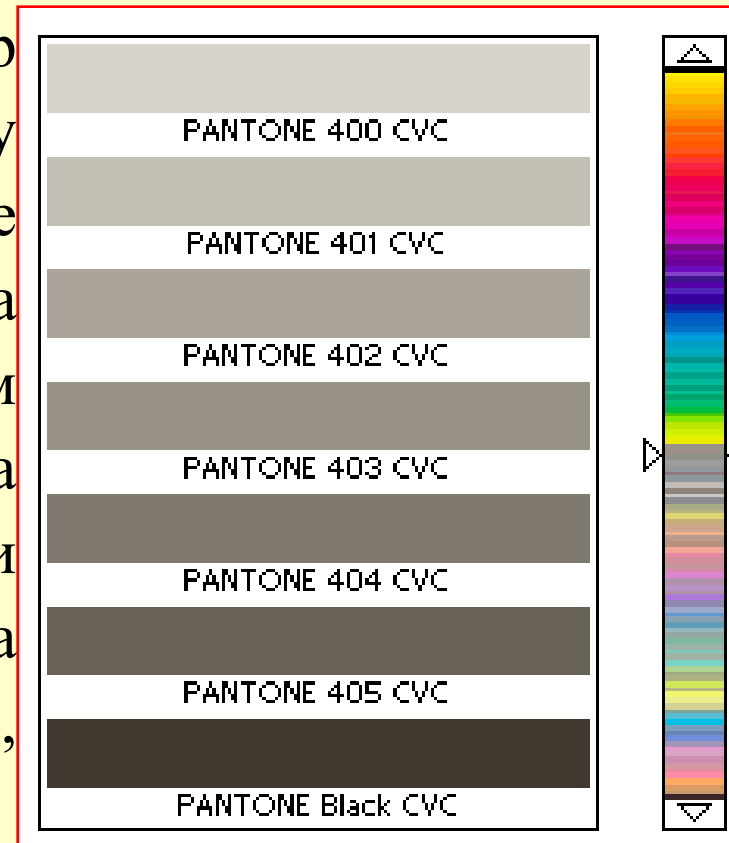 р
PANTONE 400 CVC
у
PANTONE 401 CVC
е
а
PANTONE 402 CVC
м
а
PANTONE 403 CVC
и
PANTONE 404 CVC
а
PANTONE 405 CVC
,
PANTONE Black CVC